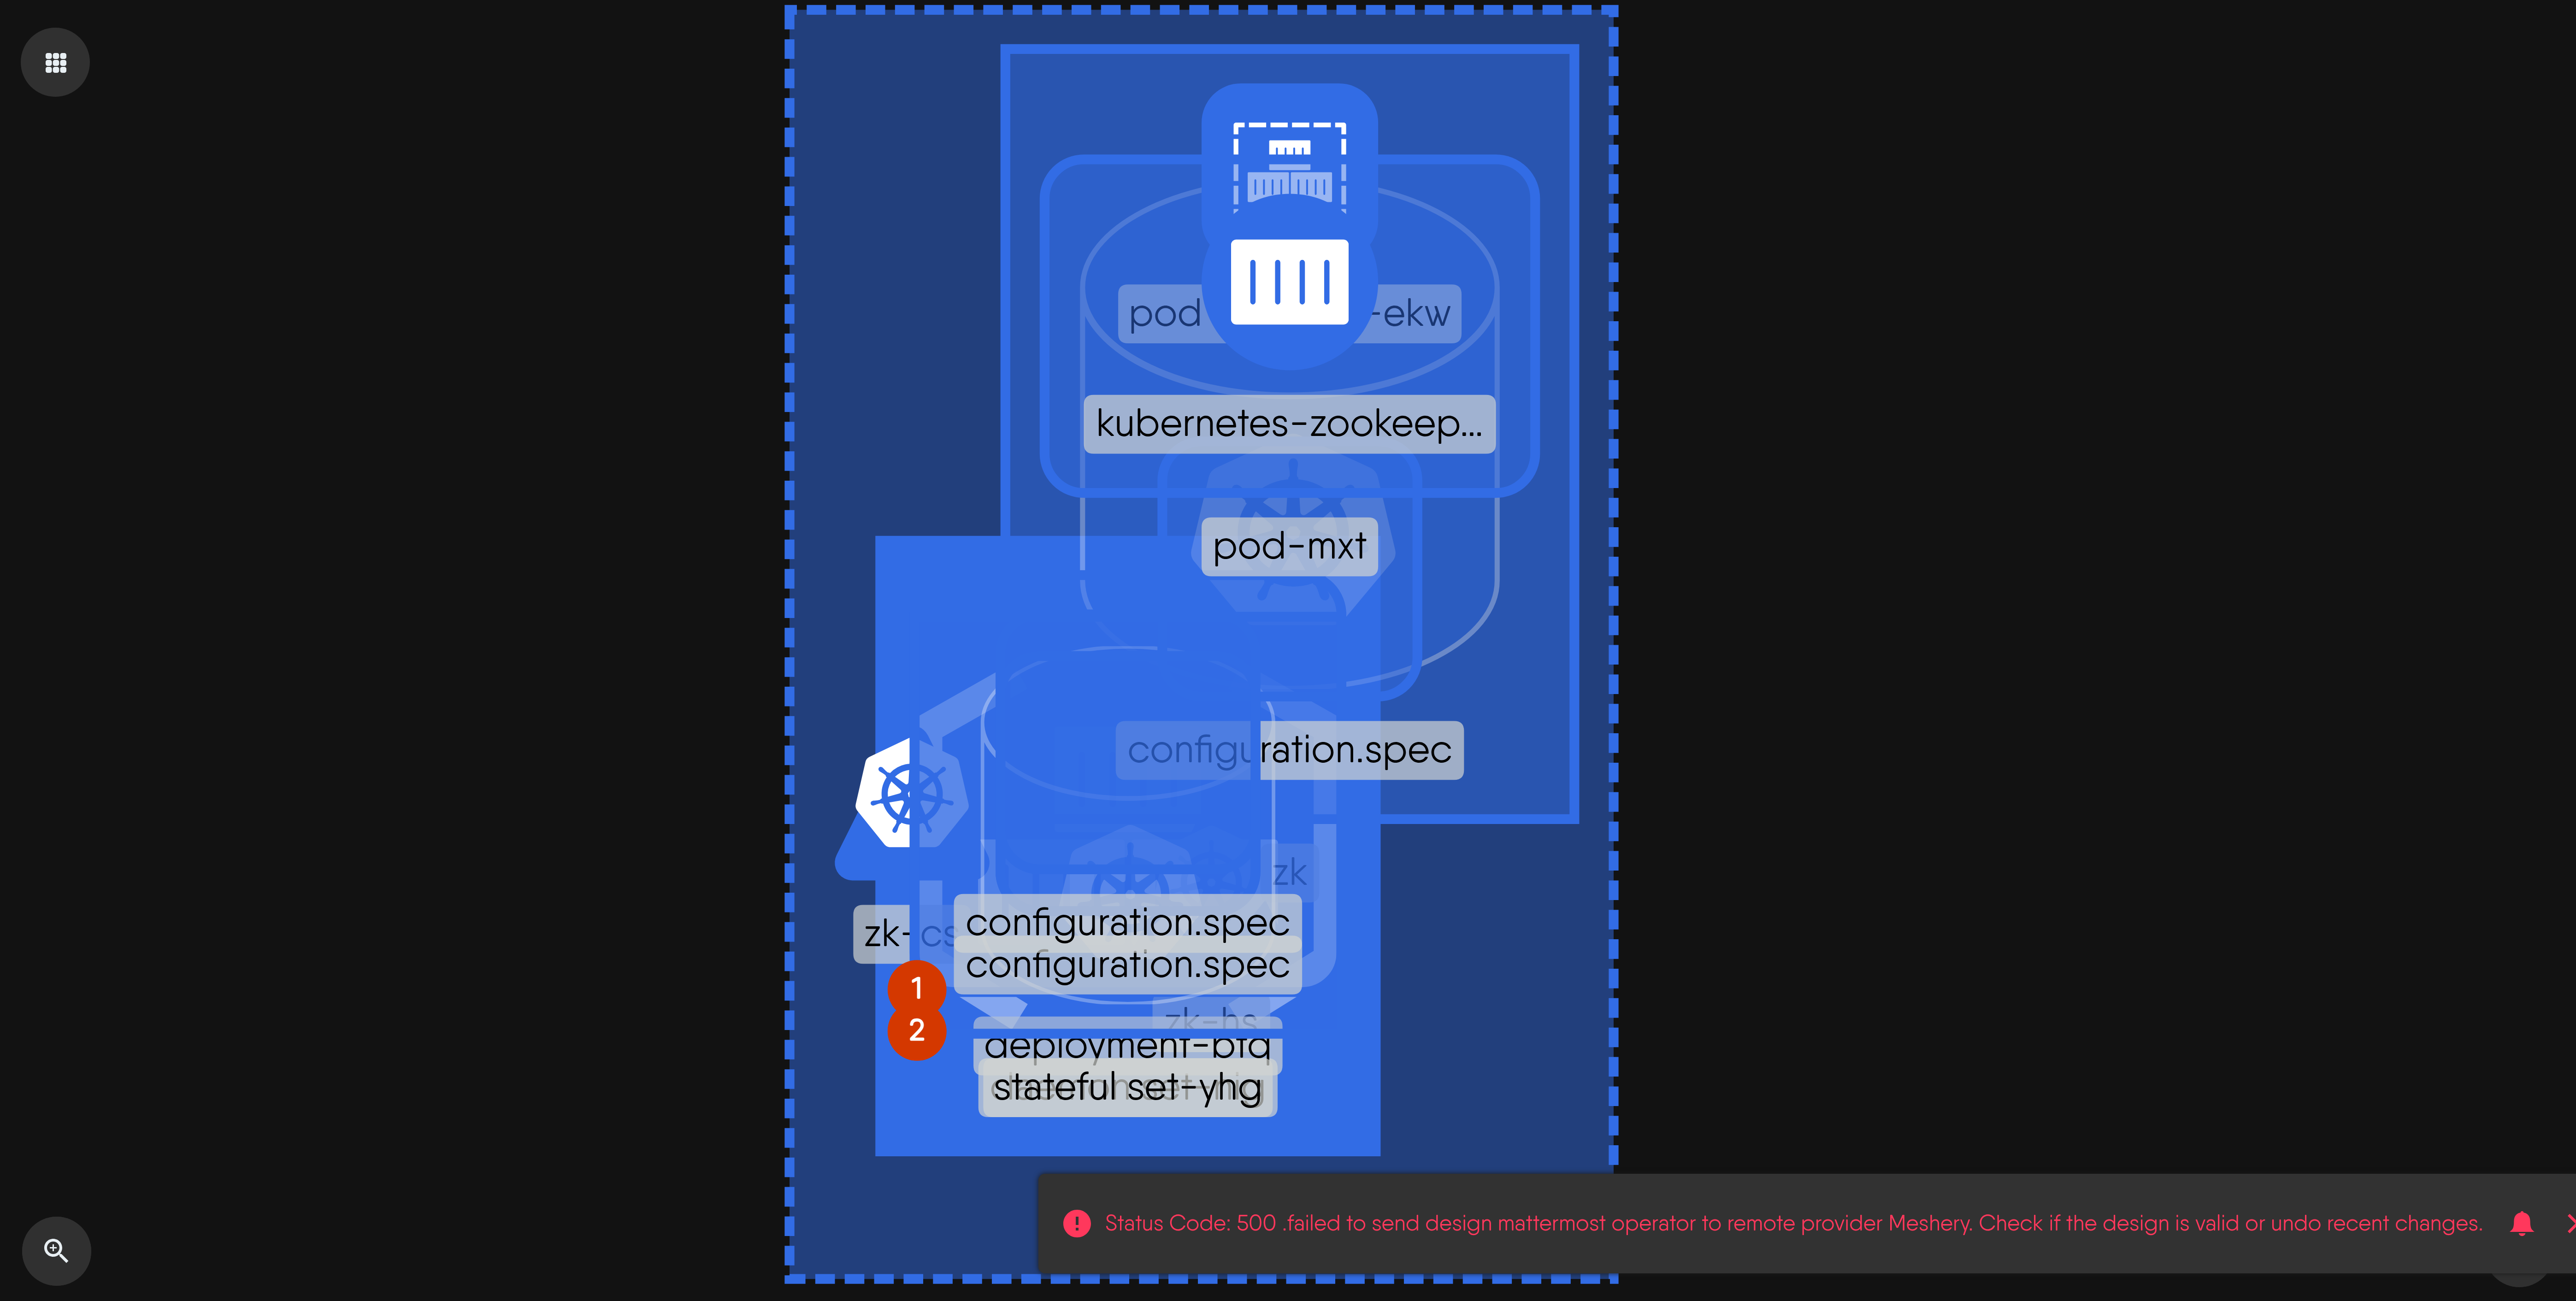 pod
-ekw
kubernetes-zookeep...
pod-mxt
configuration.spec
zk
zk-cs
configuration.spec
configuration.spec
1
2
zk-hs
deployment-btq
stateful set-yhg
Status Code: 500 .failed to send design mattermost operator to remote provider Meshery. Check if the design is valid or undo recent changes.